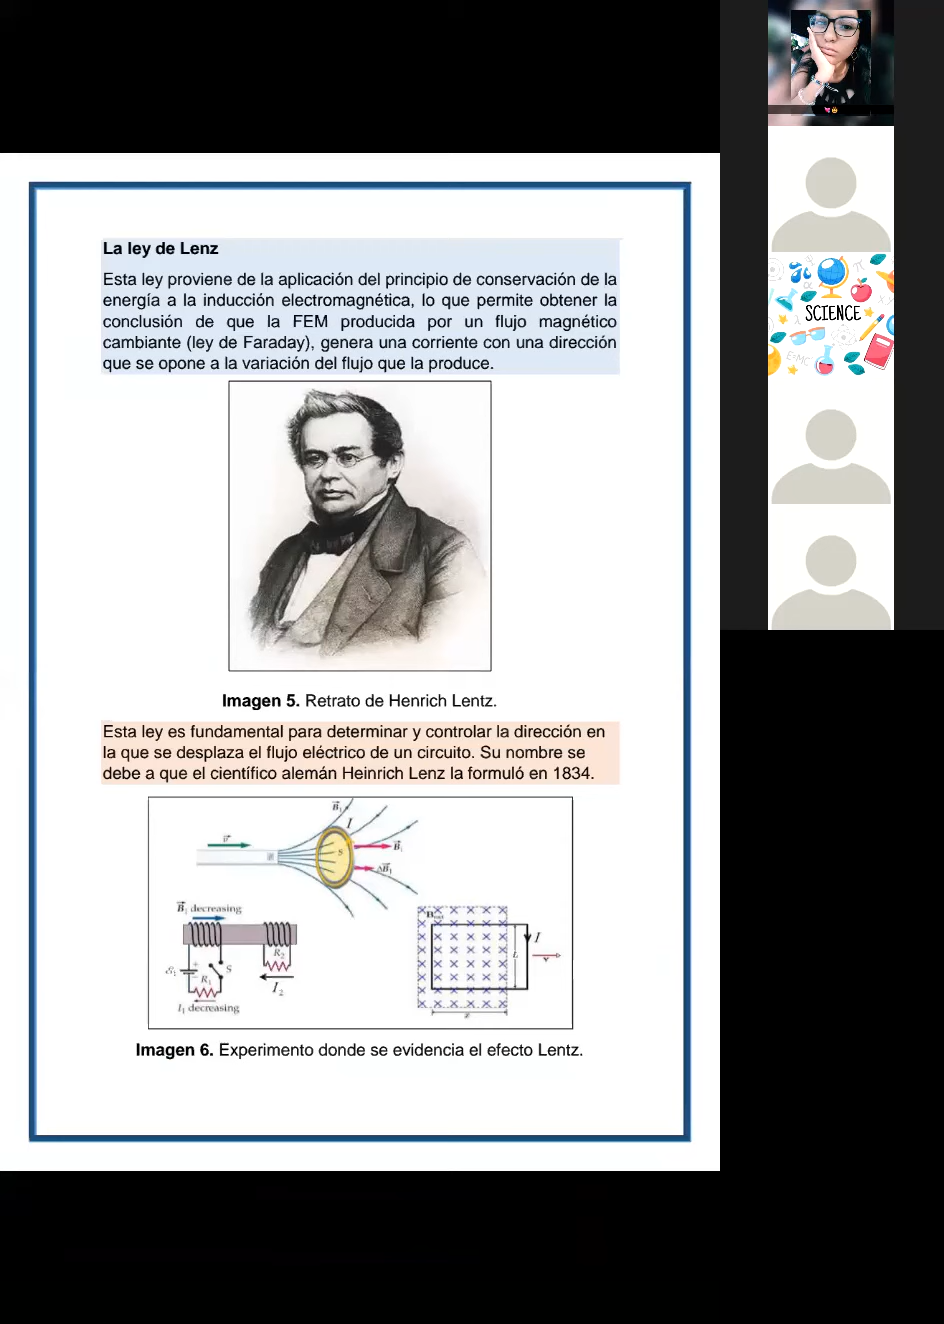 La ley de Lenz
Esta ley proviene de la aplicación del principio de conservación de la
energía a la inducción electromagnética, lo que permite obtener la
conclusión de que la FEM producida por un flujo magnético
cambiante (ley de Faraday), genera una corriente con una dirección
que se opone a la variación del flujo que la produce.
Imagen 5. Retrato de Henrich Lentz.
Esta ley es fundamental para determinar y controlar la dirección en
la que se desplaza el flujo eléctrico de un circuito. Su nombre se
debe a que el científico alemán Heinrich Lenz la formuló en 1834.
I
S
B₁ decreasing
R₂
S
R₁
I₂
I₁ decreasing
I
L
v
x
Imagen 6. Experimento donde se evidencia el efecto Lentz.
SCIENCE
E=MC